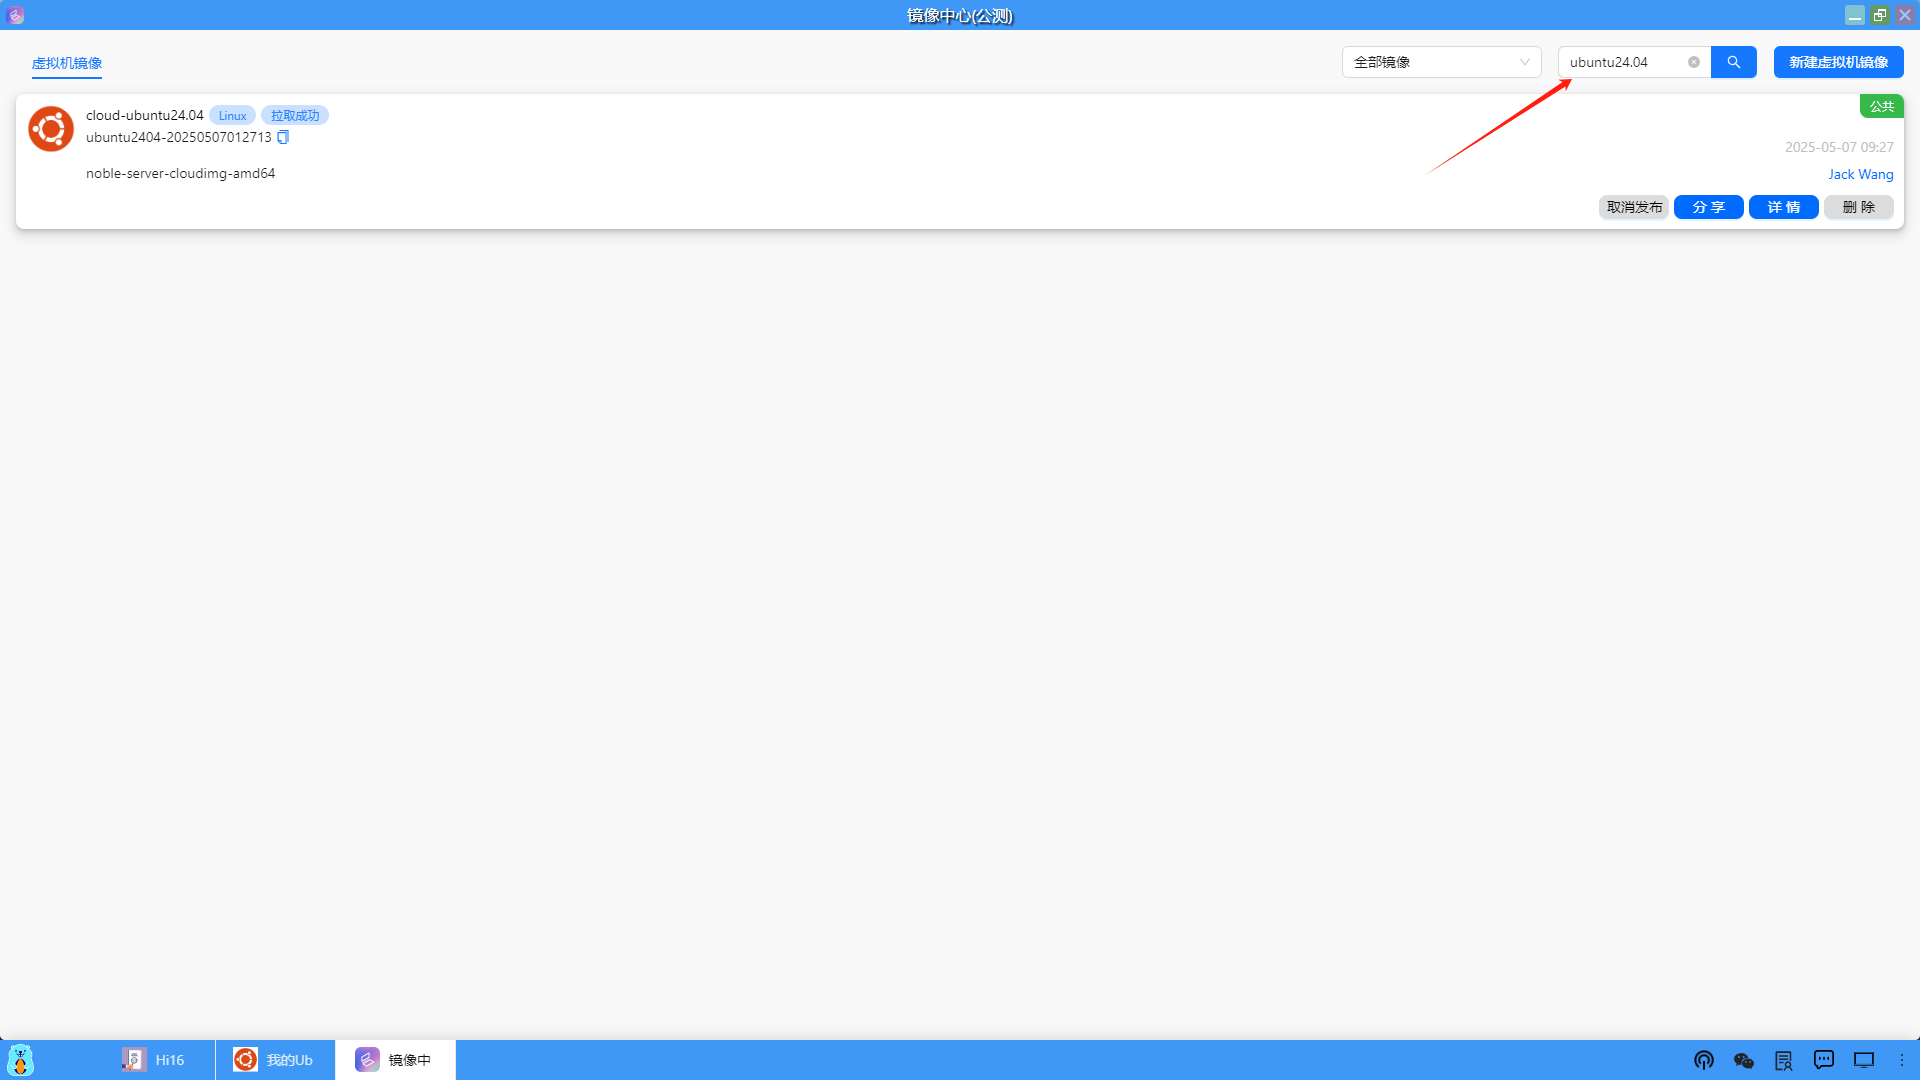 镜像中心(公测)
虚拟机镜像
全部镜像
ubuntu24.04
新建虚拟机镜像
cloud-ubuntu24.04 Linux 拉取成功
公共
ubuntu2404-20250507012713
2025-05-07 09:27
noble-server-cloudimg-amd64
Jack Wang
取消发布 分享 详情 删除
Hi16 我的Ub 镜像中